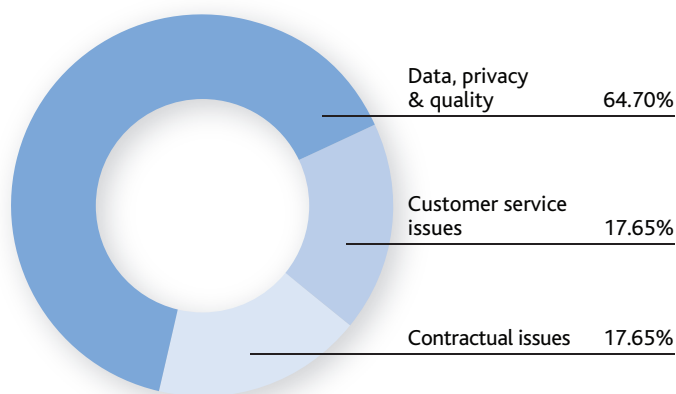 Data, privacy
& quality 64.70%
Customer service
issues 17.65%
Contractual issues 17.65%